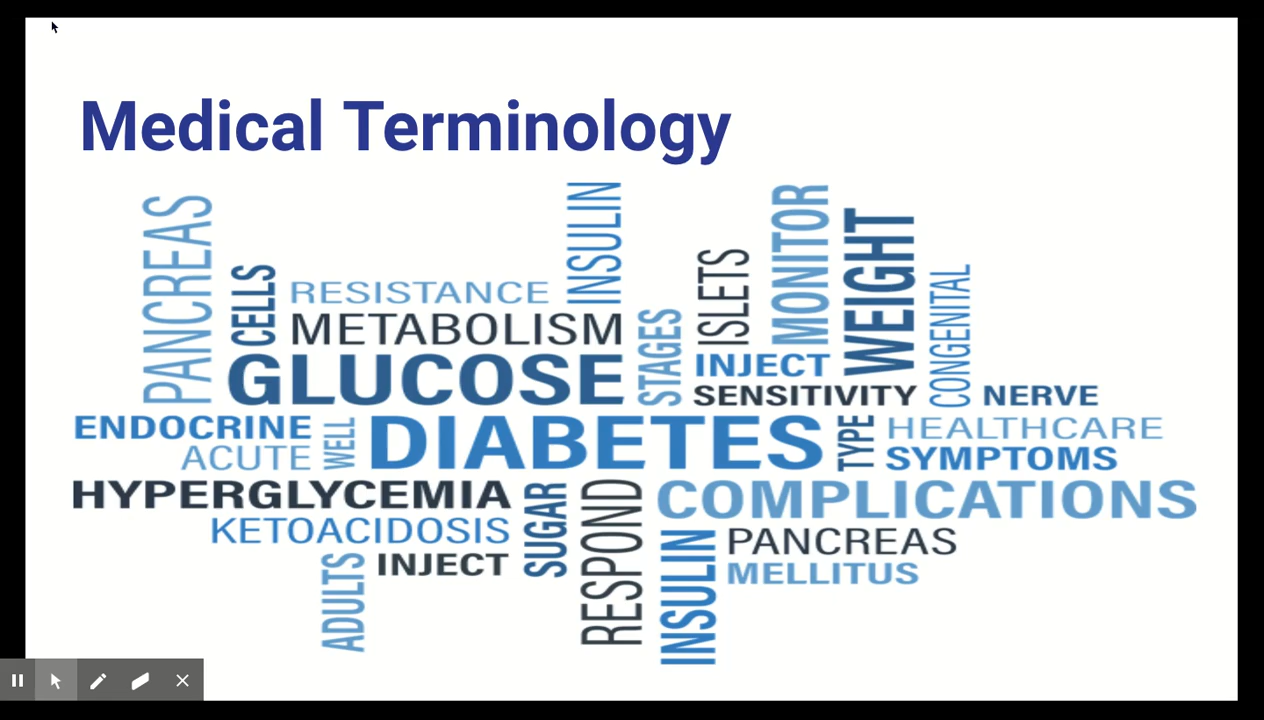 Medical Terminology
PANCREAS
CELLS
RESISTANCE
INSULIN
METABOLISM
GLUCOSE
STAGES
ISLETS
MONITOR
WEIGHT
CONGENITAL
INJECT
SENSITIVITY
NERVE
ENDOCRINE
ACUTE
WELL
DIABETES
TYPE
HEALTHCARE
SYMPTOMS
HYPERGLYCEMIA
KETOACIDOSIS
SUGAR
RESPOND
COMPLICATIONS
ADULTS
INJECT
INSULIN
PANCREAS
MELLITUS